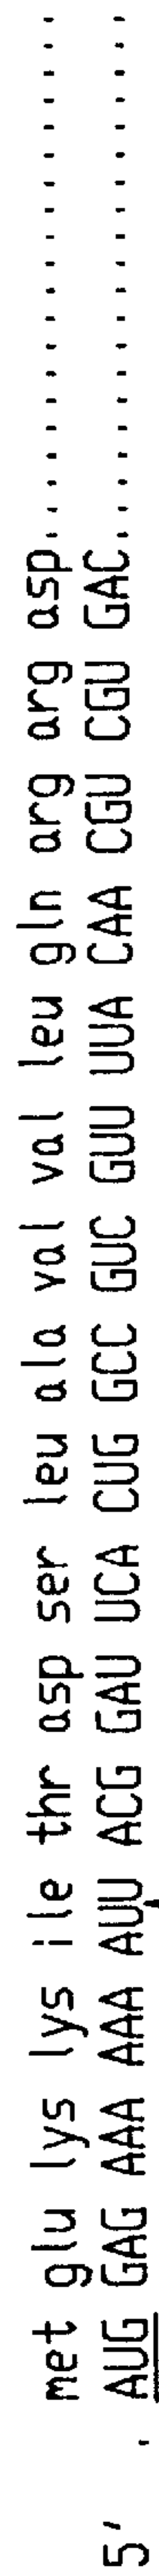 met glu lys lys ile thr asp ser leu ala val val leu gln arg arg asp..................
5' . AUG GAG AAA AAA AUU ACG GAU UCA CUG GCC GUC GUU UUA CAA CGU CGU GAC..................